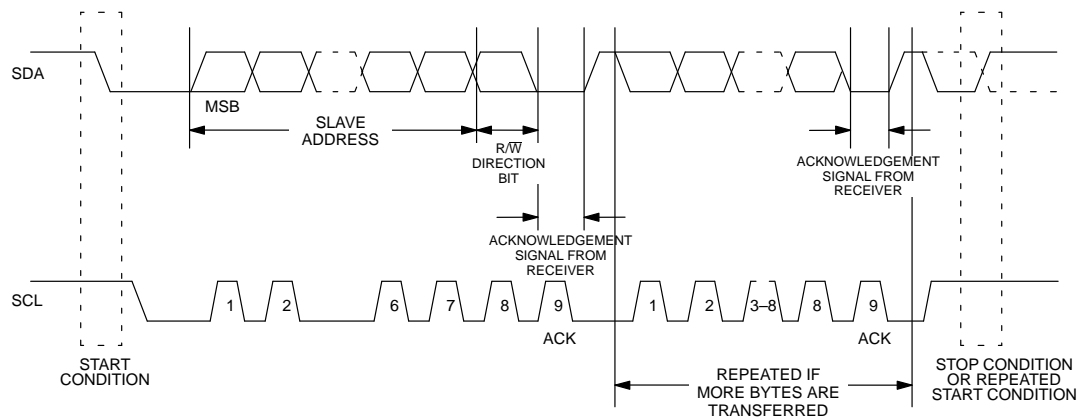 SDA
MSB
SLAVE
ADDRESS
R/W̅
DIRECTION
BIT
ACKNOWLEDGEMENT
SIGNAL FROM
RECEIVER
ACKNOWLEDGEMENT
SIGNAL FROM
RECEIVER
SCL
1 2 6 7 8 9 1 2 3–8 8 9
ACK ACK
START
CONDITION
REPEATED IF
MORE BYTES ARE
TRANSFERRED
STOP CONDITION
OR REPEATED
START CONDITION